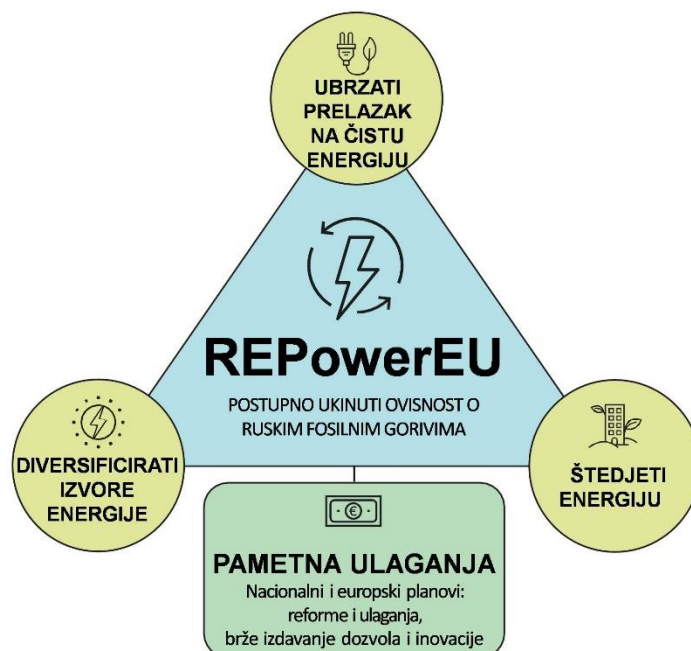 UBRZATI
PRELAZAK
NA ČISTU
ENERGIJU
REPowerEU
POSTUPNO UKINUTI OVISNOST O
RUSKIM FOSILNIM GORIVIMA
DIVERSIFICIRATI
IZVORE
ENERGIJE
ŠTEDJETI
ENERGIJU
€
PAMETNA ULAGANJA
Nacionalni i europski planovi:
reforme i ulaganja,
brže izdavanje dozvola i inovacije